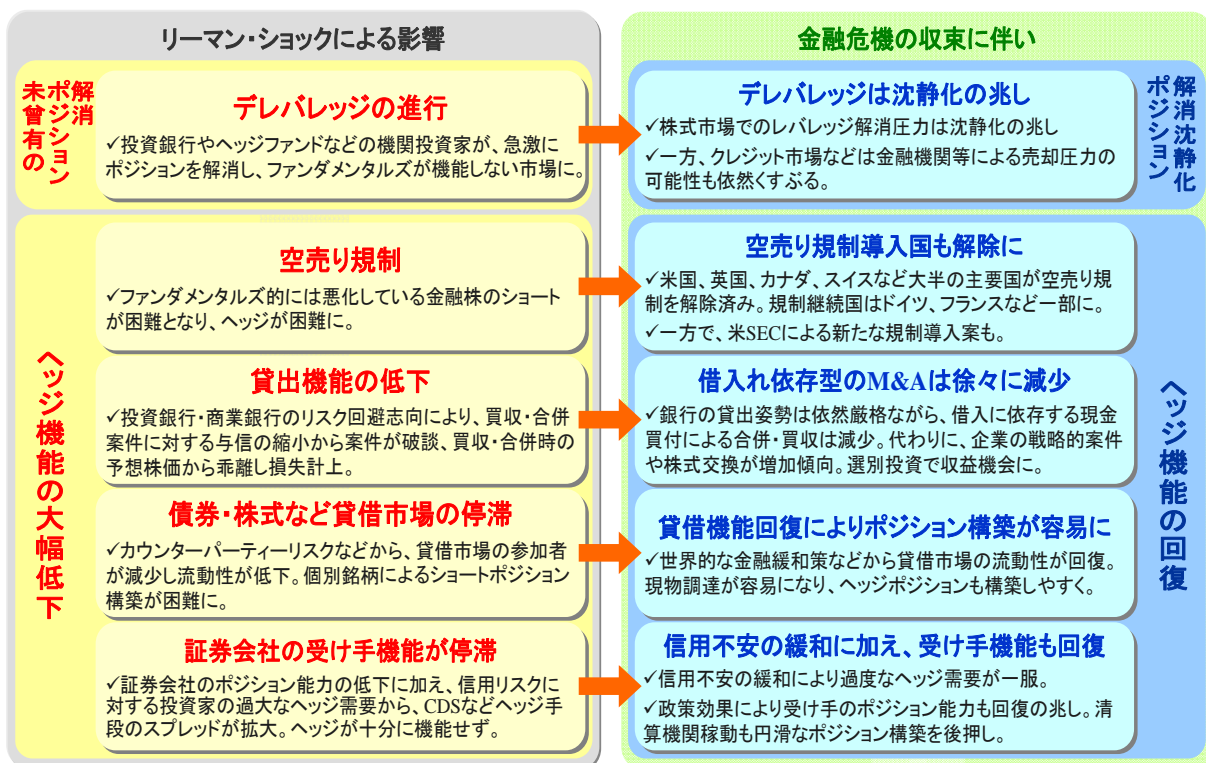 リーマン・ショックによる影響
未曾有の
ポジション
解消
デレバレッジの進行
✓投資銀行やヘッジファンドなどの機関投資家が、急激に
ポジションを解消し、ファンダメンタルズが機能しない市場に。
ヘッジ機能の大幅低下
空売り規制
✓ファンダメンタルズ的には悪化している金融株のショート
が困難となり、ヘッジが困難に。
貸出機能の低下
✓投資銀行・商業銀行のリスク回避志向により、買収・合併
案件に対する与信の縮小から案件が破談、買収・合併時の
予想株価から乖離し損失計上。
債券・株式など貸借市場の停滞
✓カウンターパーティーリスクなどから、貸借市場の参加者
が減少し流動性が低下。個別銘柄によるショートポジション
構築が困難に。
証券会社の受け手機能が停滞
✓証券会社のポジション能力の低下に加え、信用リスクに
対する投資家の過大なヘッジ需要から、CDSなどヘッジ手
段のスプレッドが拡大。ヘッジが十分に機能せず。
金融危機の収束に伴い
デレバレッジは沈静化の兆し
✓株式市場でのレバレッジ解消圧力は沈静化の兆し
✓一方、クレジット市場などは金融機関等による売却圧力の
可能性も依然くすぶる。
ポジション
解消沈静化
空売り規制導入国も解除に
✓米国、英国、カナダ、スイスなど大半の主要国が空売り規
制を解除済み。規制継続国はドイツ、フランスなど一部に。
✓一方で、米SECによる新たな規制導入案も。
借入れ依存型のM&Aは徐々に減少
✓銀行の貸出姿勢は依然厳格ながら、借入に依存する現金
買付による合併・買収は減少。代わりに、企業の戦略的案件
や株式交換が増加傾向。選別投資で収益機会に。
貸借機能回復によりポジション構築が容易に
✓世界的な金融緩和策などから貸借市場の流動性が回復。
現物調達が容易になり、ヘッジポジションも構築しやすく。
信用不安の緩和に加え、受け手機能も回復
✓信用不安の緩和により過度なヘッジ需要が一服。
✓政策効果により受け手のポジション能力も回復の兆し。清
算機関稼動も円滑なポジション構築を後押し。
ヘッジ機能の回復